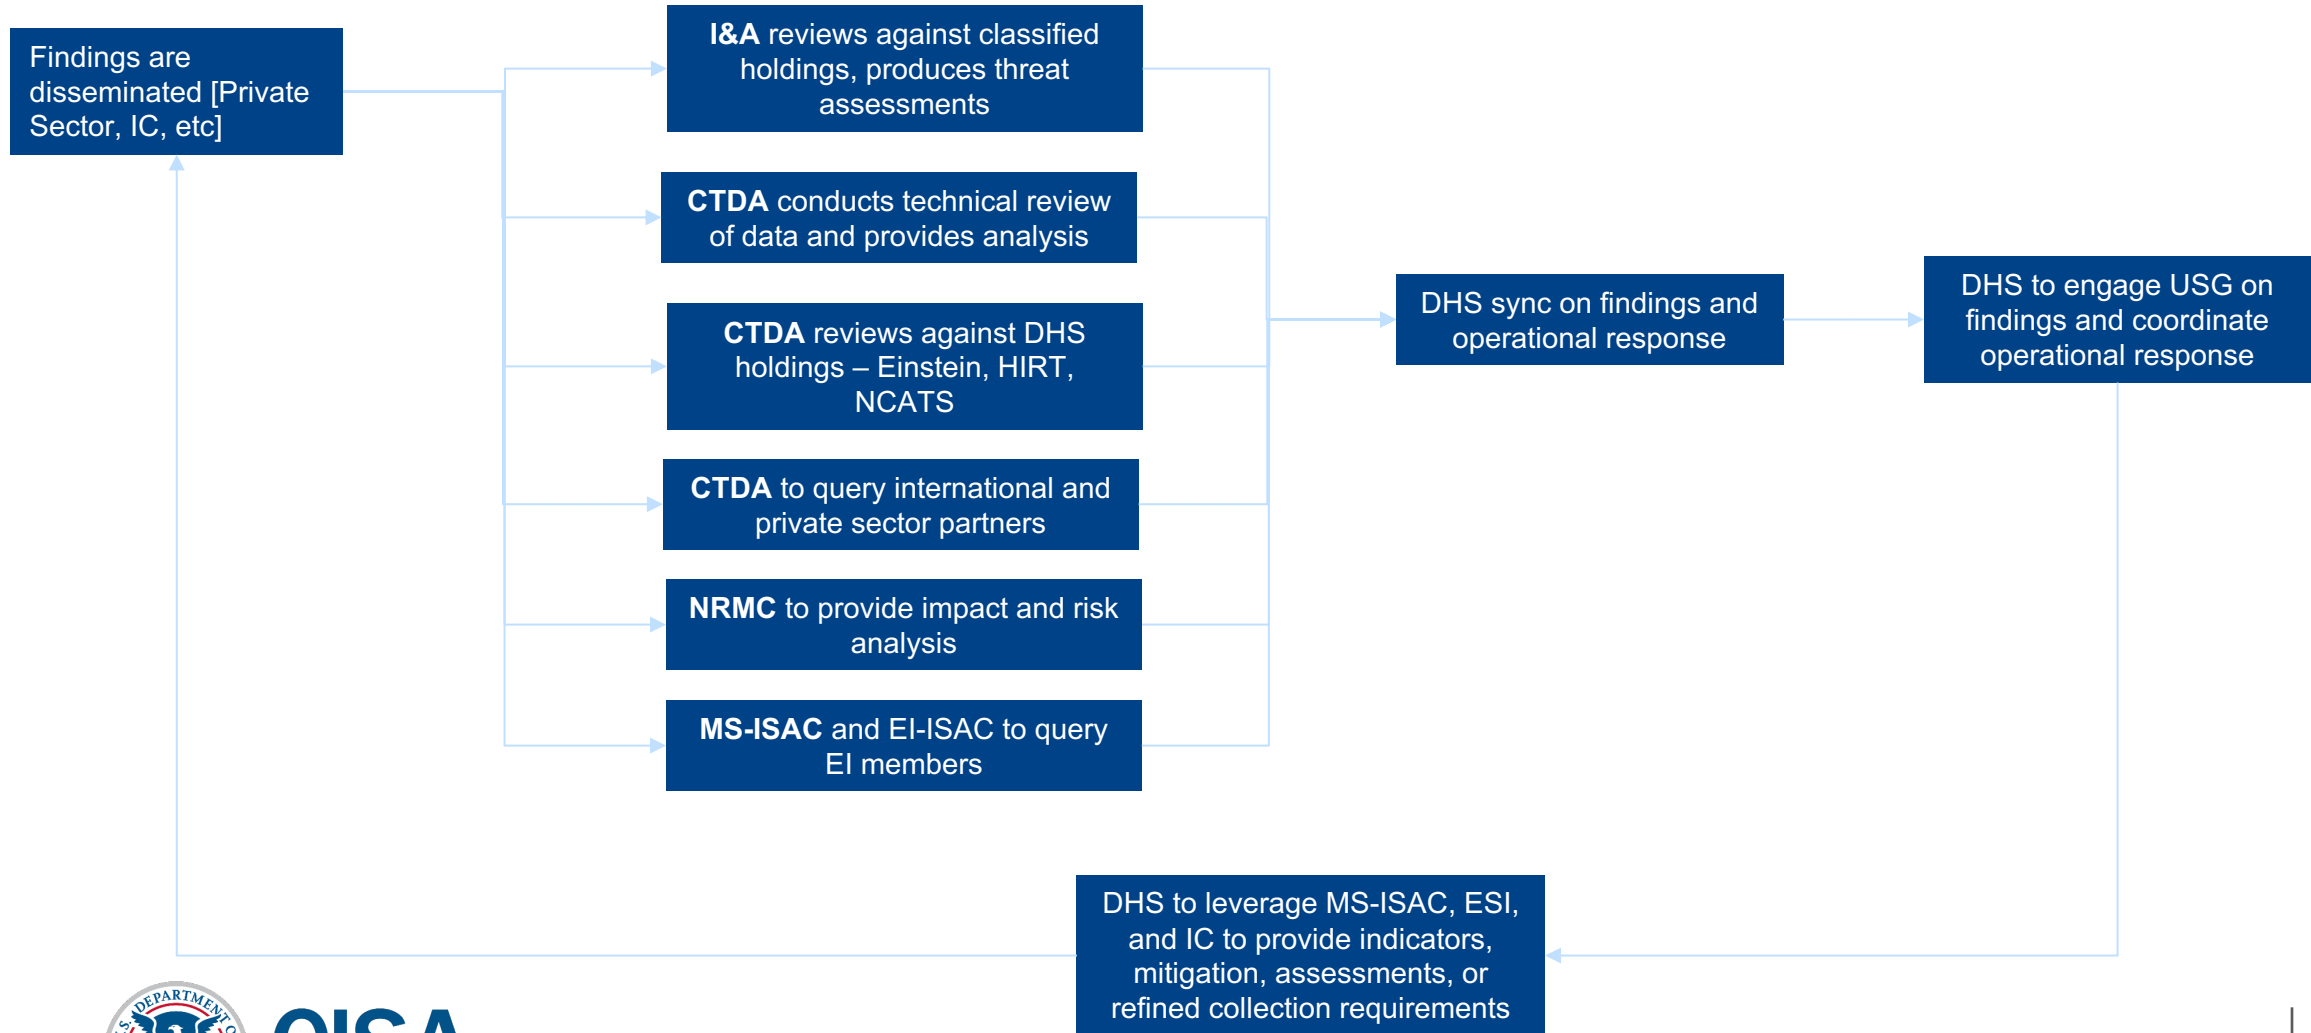 Findings are
disseminated [Private
Sector, IC, etc]
I&A reviews against classified
holdings, produces threat
assessments
CTDA conducts technical review
of data and provides analysis
CTDA reviews against DHS
holdings – Einstein, HIRT,
NCATS
CTDA to query international and
private sector partners
NRMC to provide impact and risk
analysis
MS-ISAC and EI-ISAC to query
EI members
DHS sync on findings and
operational response
DHS to engage USG on
findings and coordinate
operational response
DHS to leverage MS-ISAC, ESI,
and IC to provide indicators,
mitigation, assessments, or
refined collection requirements
CISA